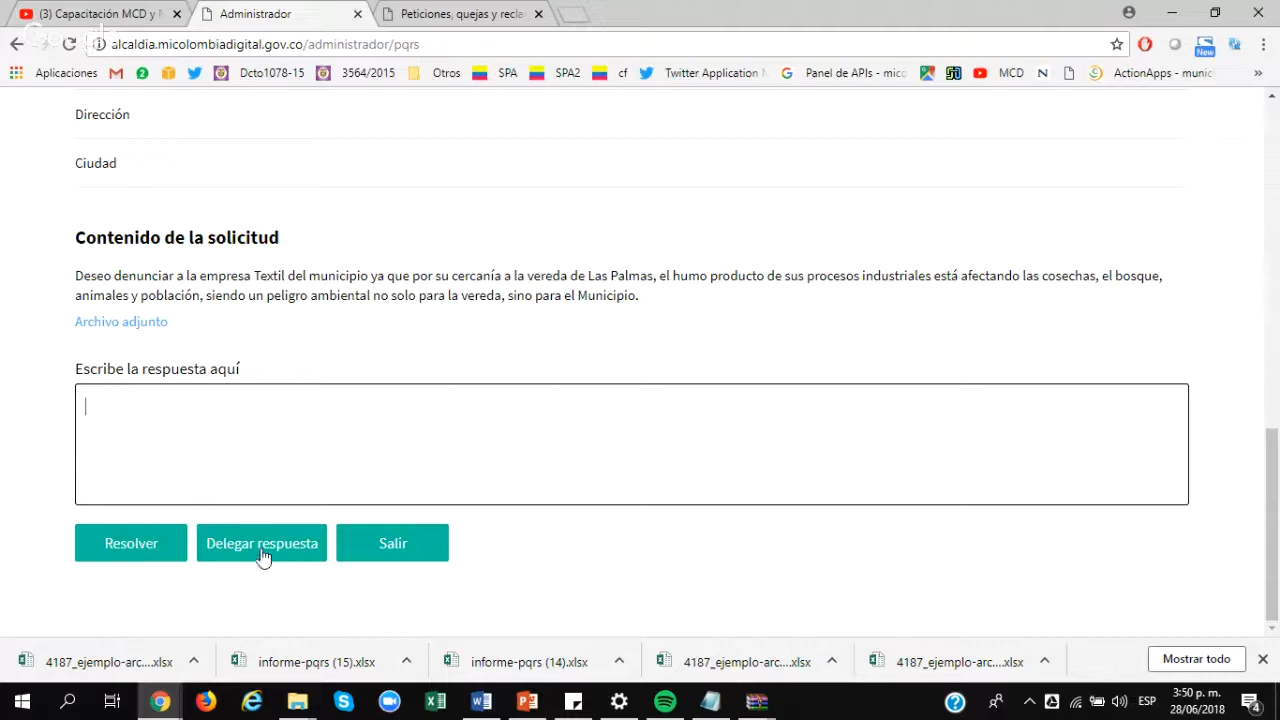 (3) Capacitación MCD y M
Administrador
Peticiones, quejas y recla
alcaldia.micolombiadigital.gov.co/administrador/pqrs
New
Aplicaciones
2
Dcto1078-15
3564/2015
Otros
SPA
SPA2
cf
Twitter Application
Panel de APIs - mico
MCD
N
ActionApps - munic
»
Dirección
Ciudad
Contenido de la solicitud
Deseo denunciar a la empresa Textil del municipio ya que por su cercanía a la vereda de Las Palmas, el humo producto de sus procesos industriales está afectando las cosechas, el bosque,
animales y población, siendo un peligro ambiental no solo para la vereda, sino para el Municipio.
Archivo adjunto
Escribe la respuesta aquí
Resolver
Delegar respuesta
Salir
4187_ejemplo-arc....xlsx
informe-pqrs (15).xlsx
informe-pqrs (14).xlsx
4187_ejemplo-arc....xlsx
4187_ejemplo-arc....xlsx
Mostrar todo
ESP
3:50 p. m.
28/06/2018
4